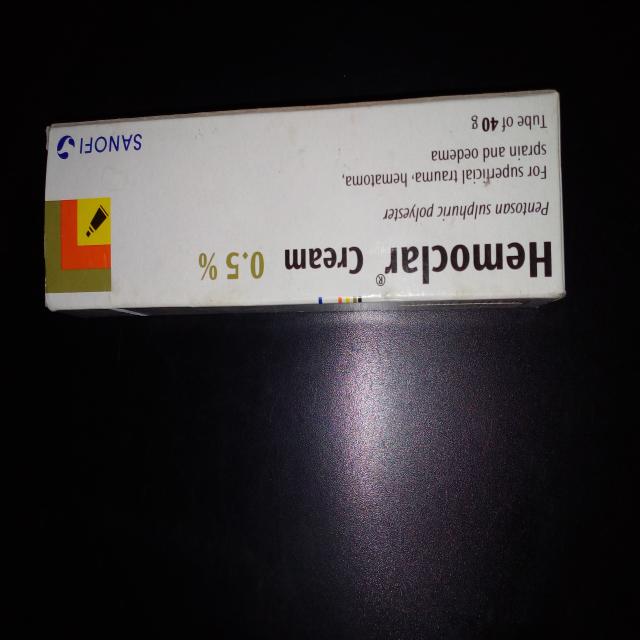 Hemoclar® Cream 0.5 %
Pentosan sulphuric polyester
For superficial trauma, hematoma,
sprain and oedema
Tube of 40 g
SANOFI